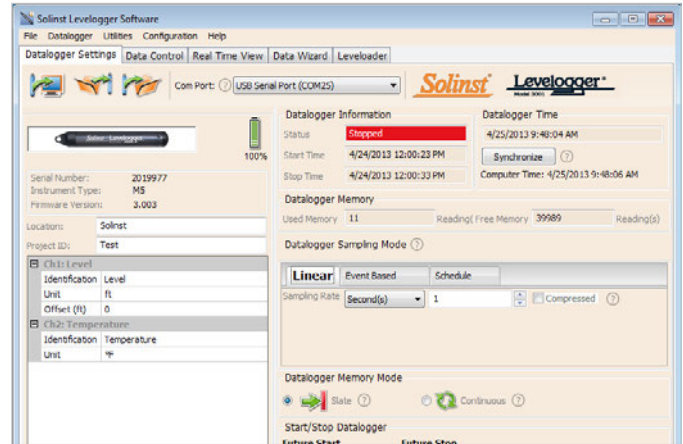 Solinst Levelogger Software
File Datalogger Utilities Configuration Help
Datalogger Settings Data Control Real Time View Data Wizard Leveloader
Com Port: ? USB Serial Port (COM25)
Solinst Levelogger
Model 3001
Solinst Levelogger
100%
Serial Number: 2019977
Instrument Type: M5
Firmware Version: 3.003
Location: Solinst
Project ID: Test
Ch1: Level
Identification Level
Unit ft
Offset (ft) 0
Ch2: Temperature
Identification Temperature
Unit °F
Datalogger Information
Status Stopped
Start Time 4/24/2013 12:00:23 PM
Stop Time 4/24/2013 12:00:33 PM
Datalogger Time
4/25/2013 9:48:04 AM
Synchronize ?
Computer Time: 4/25/2013 9:48:06 AM
Datalogger Memory
Used Memory 11 Reading( Free Memory 39989 Reading(s)
Datalogger Sampling Mode ?
Linear Event Based Schedule
Sampling Rate Second(s) 1 Compressed ?
Datalogger Memory Mode
Slate ? Continuous ?
Start/Stop Datalogger
Future Start Future Stop